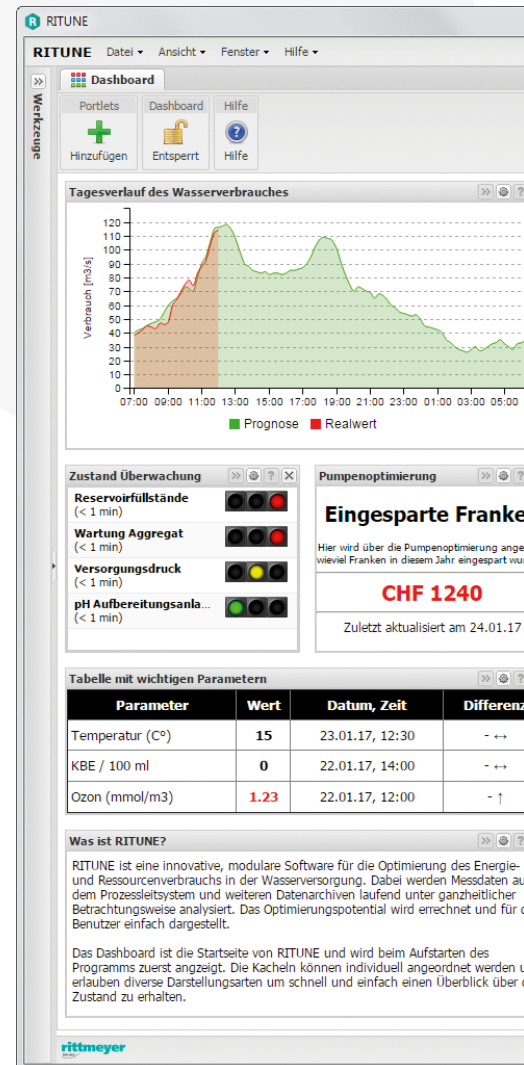 RITUNE
RITUNE Datei Ansicht Fenster Hilfe
Werkzeuge
Dashboard
Portlets Dashboard Hilfe
Hinzufügen Entsperrt Hilfe
Tagesverlauf des Wasserverbrauches
Verbrauch [m3/s]
120
110
100
90
80
70
60
50
40
30
20
10
0
07:00 09:00 11:00 13:00 15:00 17:00 19:00 21:00 23:00 01:00 03:00 05:00
Prognose Realwert
Zustand Überwachung
Reservoirfüllstände
(< 1 min)
Wartung Aggregat
(< 1 min)
Versorgungsdruck
(< 1 min)
pH Aufbereitungsanla...
(< 1 min)
Pumpenoptimierung
Eingesparte Franke
Hier wird über die Pumpenoptimierung ange
wieviel Franken in diesem Jahr eingespart wur
CHF 1240
Zuletzt aktualisiert am 24.01.17
Tabelle mit wichtigen Parametern
Parameter Wert Datum, Zeit Differenz
Temperatur (C°) 15 23.01.17, 12:30 - ↔
KBE / 100 ml 0 22.01.17, 14:00 - ↔
Ozon (mmol/m3) 1.23 22.01.17, 12:00 - ↑
Was ist RITUNE?
RITUNE ist eine innovative, modulare Software für die Optimierung des Energie-
und Ressourcenverbrauchs in der Wasserversorgung. Dabei werden Messdaten au
dem Prozessleitsystem und weiteren Datenarchiven laufend unter ganzheitlicher
Betrachtungsweise analysiert. Das Optimierungspotential wird errechnet und für d
Benutzer einfach dargestellt.
Das Dashboard ist die Startseite von RITUNE und wird beim Aufstarten des
Programms zuerst angzeigt. Die Kacheln können individuell angeordnet werden u
erlauben diverse Darstellungsarten um schnell und einfach einen Überblick über d
Zustand zu erhalten.
rittmeyer